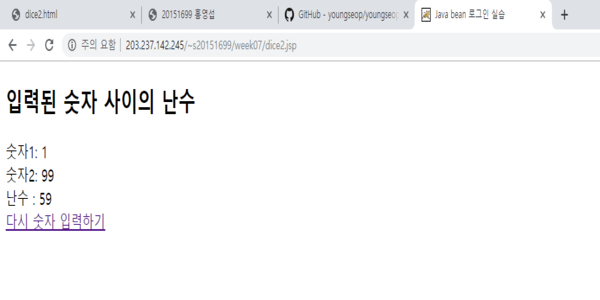 dice2.html
20151699 홍영섭
GitHub - youngseop/youngseop
Java bean 로그인 실습
주의 요함 203.237.142.245/~s20151699/week07/dice2.jsp
입력된 숫자 사이의 난수
숫자1: 1
숫자2: 99
난수 : 59
다시 숫자 입력하기